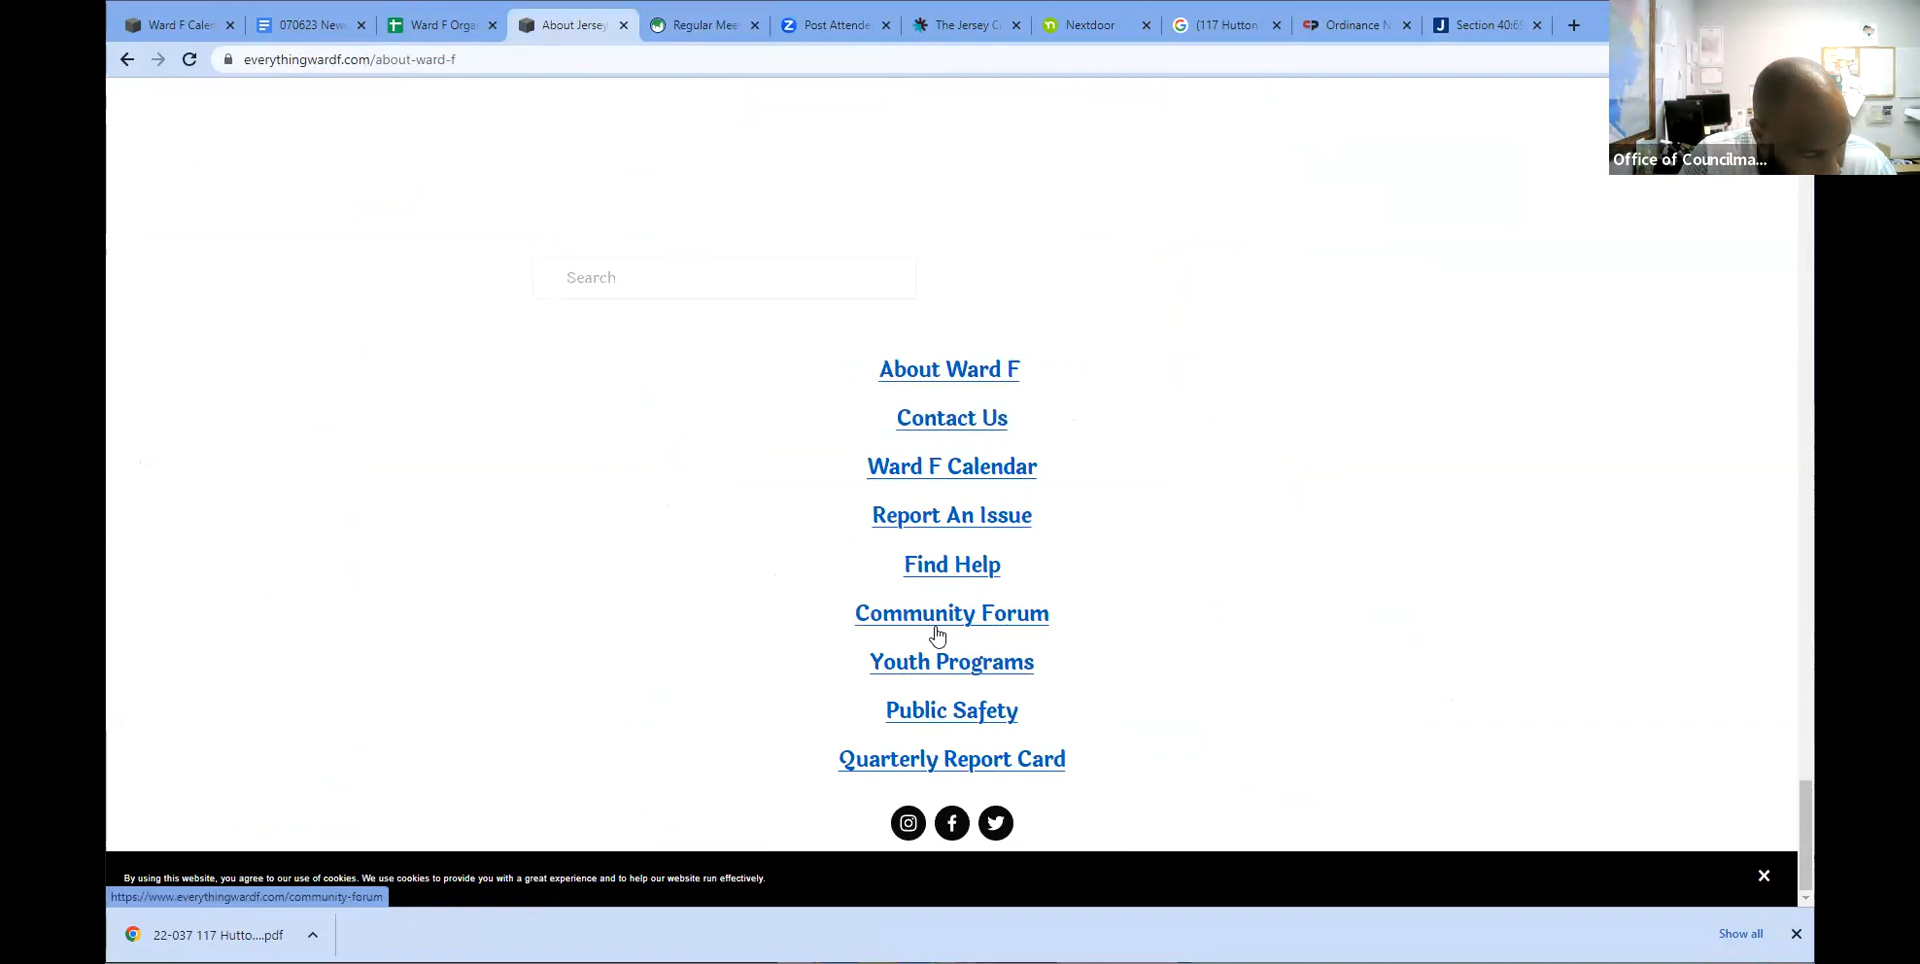 Ward F Calen
070623 News
Ward F Orga
About Jersey
Regular Mee
Post Attende
The Jersey Ci
Nextdoor
(117 Hutton
Ordinance N
Section 40:69
everythingwardf.com/about-ward-f
Office of Councilma...
Search
About Ward F
Contact Us
Ward F Calendar
Report An Issue
Find Help
Community Forum
Youth Programs
Public Safety
Quarterly Report Card
By using this website, you agree to our use of cookies. We use cookies to provide you with a great experience and to help our website run effectively.
https://www.everythingwardf.com/community-forum
22-037 117 Hutto....pdf
Show all